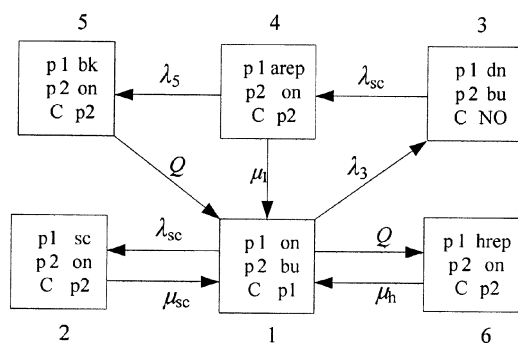 5
4
3
p1 bk
p2 on
C p2
λ5
p1 arep
p2 on
C p2
λsc
p1 dn
p2 bu
C NO
Q
μl
λ3
p1 sc
p2 on
C p2
λsc
μsc
p1 on
p2 bu
C p1
Q
μh
p1 hrep
p2 on
C p2
2
1
6